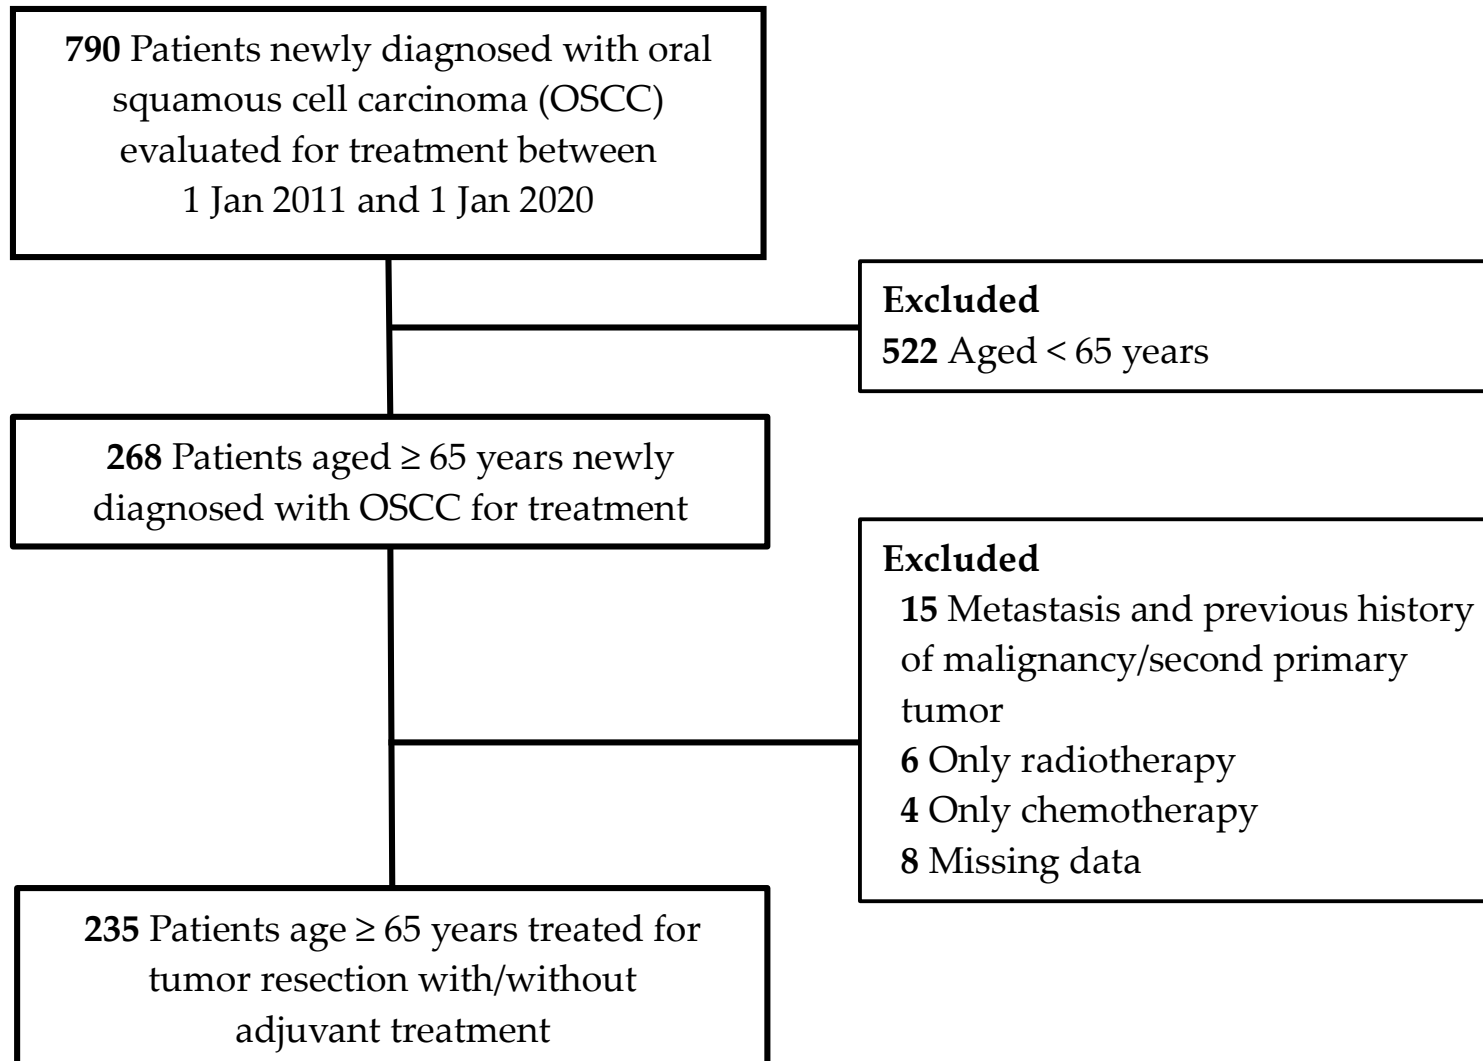 790 Patients newly diagnosed with oral
squamous cell carcinoma (OSCC)
evaluated for treatment between
1 Jan 2011 and 1 Jan 2020
Excluded
522 Aged < 65 years
268 Patients aged ≥ 65 years newly
diagnosed with OSCC for treatment
Excluded
15 Metastasis and previous history
of malignancy/second primary
tumor
6 Only radiotherapy
4 Only chemotherapy
8 Missing data
235 Patients age ≥ 65 years treated for
tumor resection with/without
adjuvant treatment